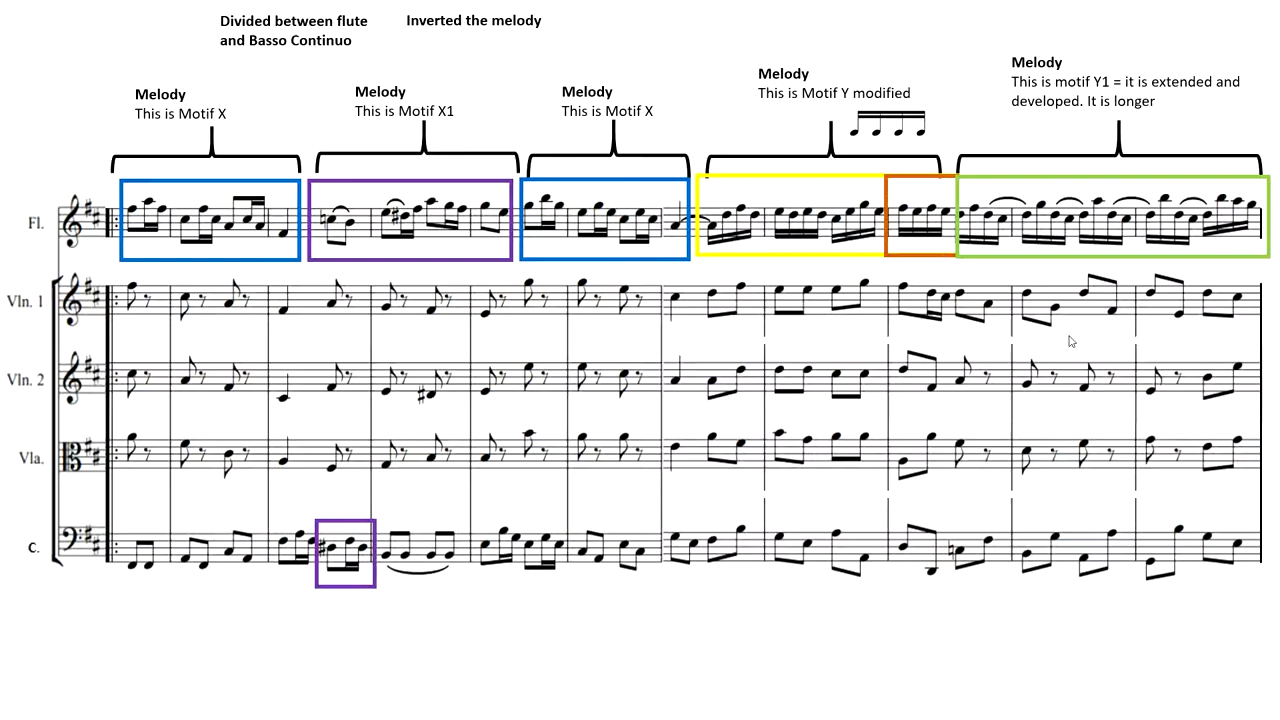 Divided between flute
and Basso Continuo
Inverted the melody
Melody
This is Motif X
Melody
This is Motif X1
Melody
This is Motif X
Melody
This is Motif Y modified
Melody
This is motif Y1 = it is extended and
developed. It is longer
Fl.
Vln. 1
Vln. 2
Vla.
C.